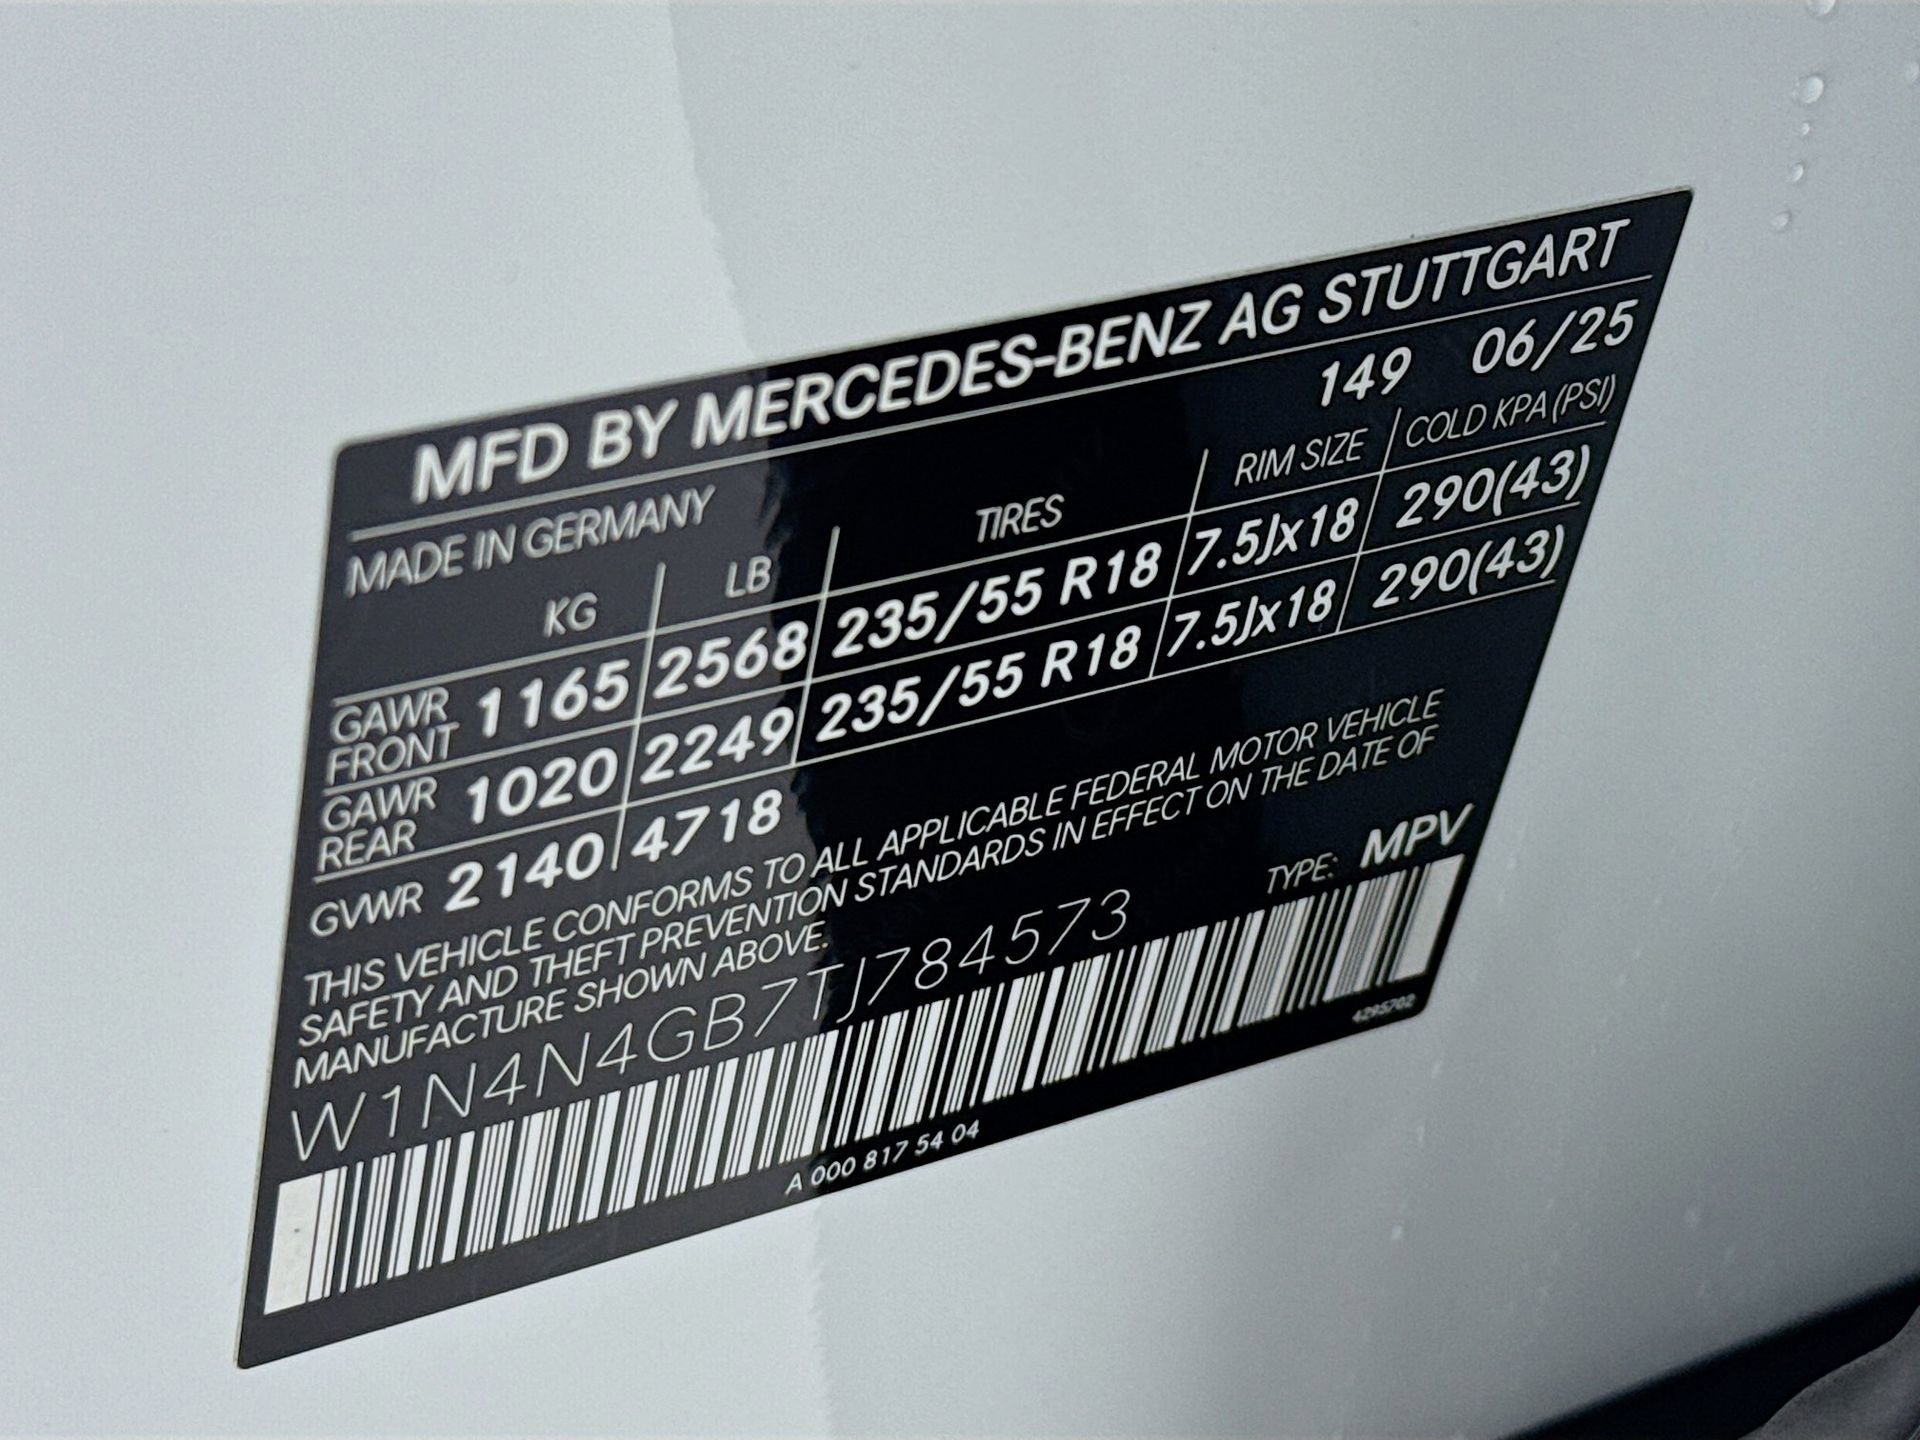 MFD BY MERCEDES-BENZ AG STUTTGART
MADE IN GERMANY 149 06/25
KG LB TIRES RIM SIZE COLD KPA (PSI)
GAWR FRONT 1165 2568 235/55 R18 7.5Jx18 290(43)
GAWR REAR 1020 2249 235/55 R18 7.5Jx18 290(43)
GVWR 2140 4718
THIS VEHICLE CONFORMS TO ALL APPLICABLE FEDERAL MOTOR VEHICLE
SAFETY AND THEFT PREVENTION STANDARDS IN EFFECT ON THE DATE OF
MANUFACTURE SHOWN ABOVE.
TYPE: MPV
W1N4N4GB7TJ784573
4295702
A 000 817 54 04